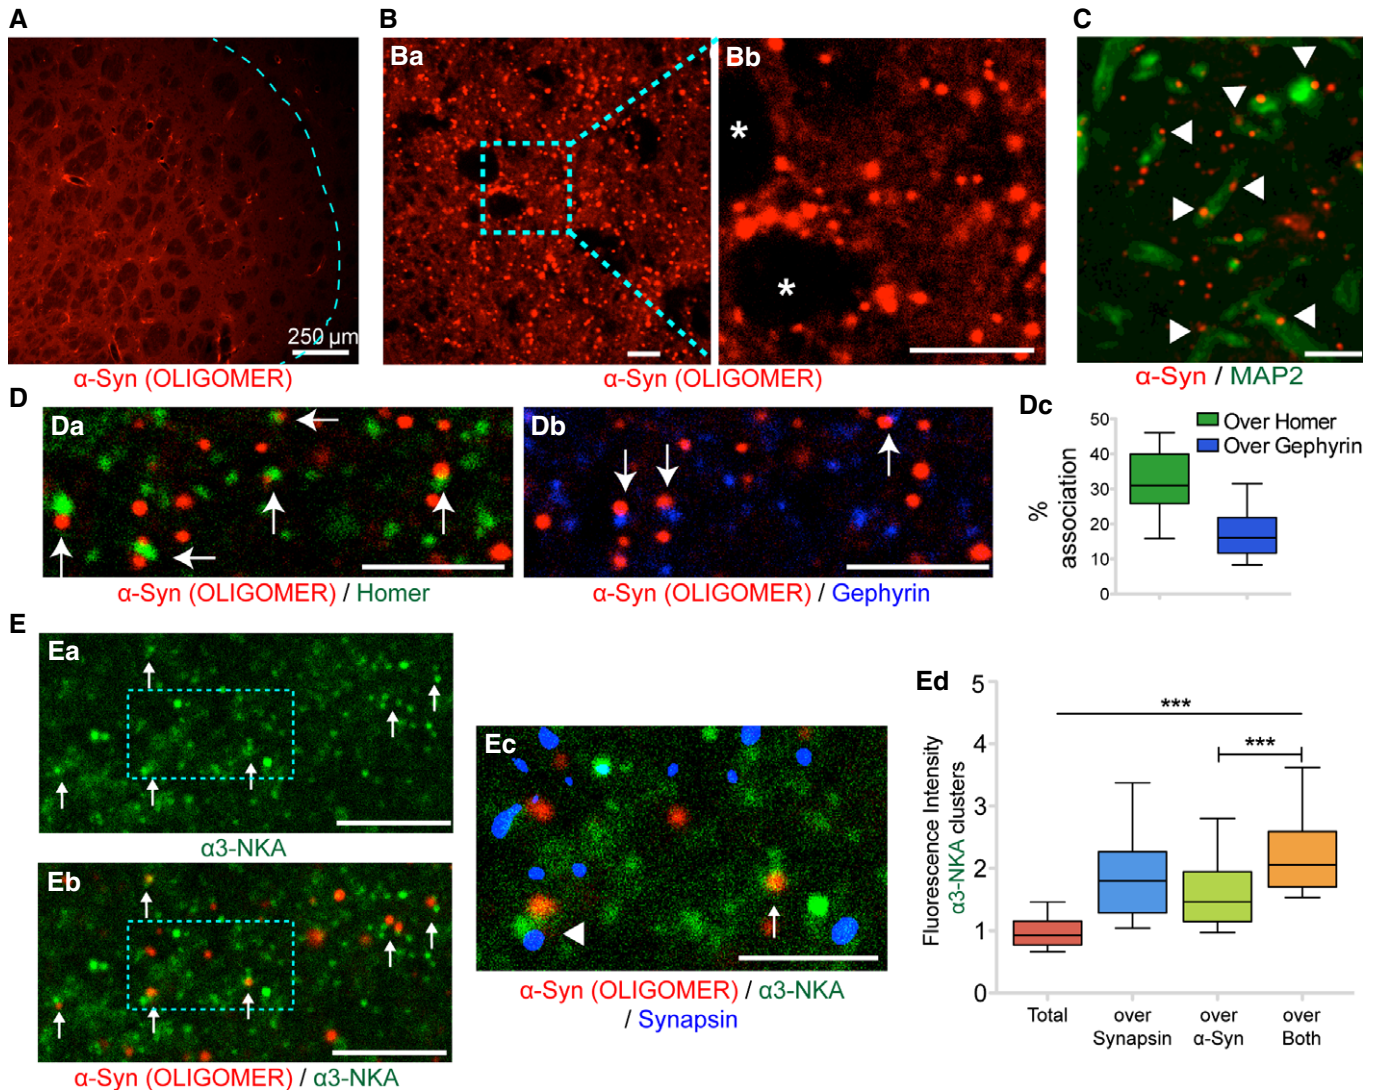 A
B
C
Ba
Bb
*
*
250 µm
α-Syn (OLIGOMER)
α-Syn (OLIGOMER)
α-Syn / MAP2
D
Da
Db
Dc
50
40
30
20
10
0
% association
Over Homer
Over Gephyrin
α-Syn (OLIGOMER) / Homer
α-Syn (OLIGOMER) / Gephyrin
E
Ea
α3-NKA
Eb
α-Syn (OLIGOMER) / α3-NKA
Ec
α-Syn (OLIGOMER) / α3-NKA
/ Synapsin
Ed
5
4
3
2
1
0
Fluorescence Intensity
α3-NKA clusters
***
***
Total
over
Synapsin
over
α-Syn
over
Both